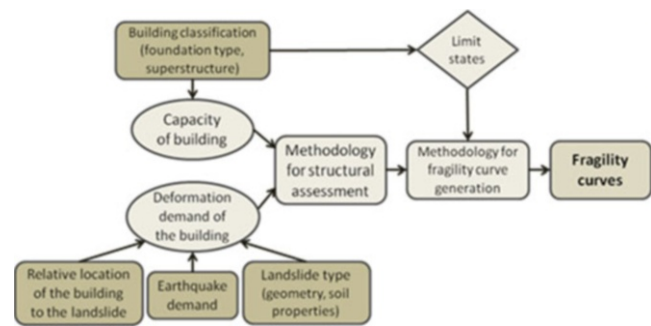 Building classification
(foundation type,
superstructure)
Limit
states
Capacity
of building
Methodology
for structural
assessment
Methodology for
fragility curve
generation
Fragility
curves
Deformation
demand of
the building
Relative location
of the building
to the landslide
Earthquake
demand
Landslide type
(geometry, soil
properties)